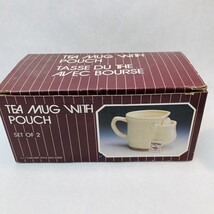 TEA MUG WITH
POUCH
TASSE DU THE
AVEC BOURSE
TEA MUG WITH
POUCH
SET OF 2